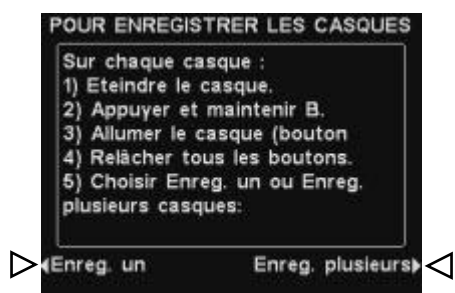 POUR ENREGISTRER LES CASQUES
Sur chaque casque :
1) Eteindre le casque.
2) Appuyer et maintenir B.
3) Allumer le casque (bouton
4) Relâcher tous les boutons.
5) Choisir Enreg. un ou Enreg.
plusieurs casques:
Enreg. un Enreg. plusieurs